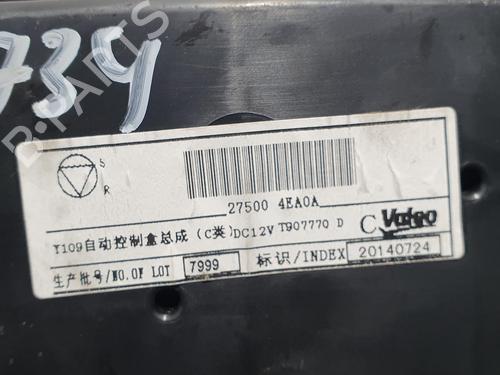 739
B-PARTS
S
R
27500 4EA0A
Y109自动控制盒总成 (C类)DC12V T907770 D
C Valeo
生产批号/NO.OF LOT 7999 标识/INDEX 20140724